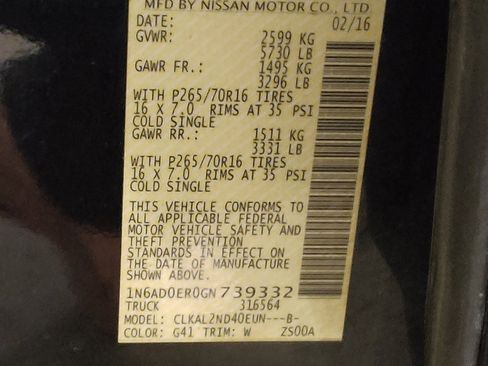 MFD BY NISSAN MOTOR CO., LTD
DATE: 02/16
GVWR: 2599 KG
5730 LB
GAWR FR.: 1495 KG
3296 LB
WITH P265/70R16 TIRES
16 X 7.0 RIMS AT 35 PSI
COLD SINGLE
GAWR RR.: 1511 KG
3331 LB
WITH P265/70R16 TIRES
16 X 7.0 RIMS AT 35 PSI
COLD SINGLE
THIS VEHICLE CONFORMS TO
ALL APPLICABLE FEDERAL
MOTOR VEHICLE SAFETY AND
THEFT PREVENTION
STANDARDS IN EFFECT ON
THE DATE OF MANUFACTURE
SHOWN ABOVE.
1N6AD0ER0GN739332
TRUCK 316564
MODEL: CLKAL2ND40EUN---B-
COLOR: G41 TRIM: W ZS00A